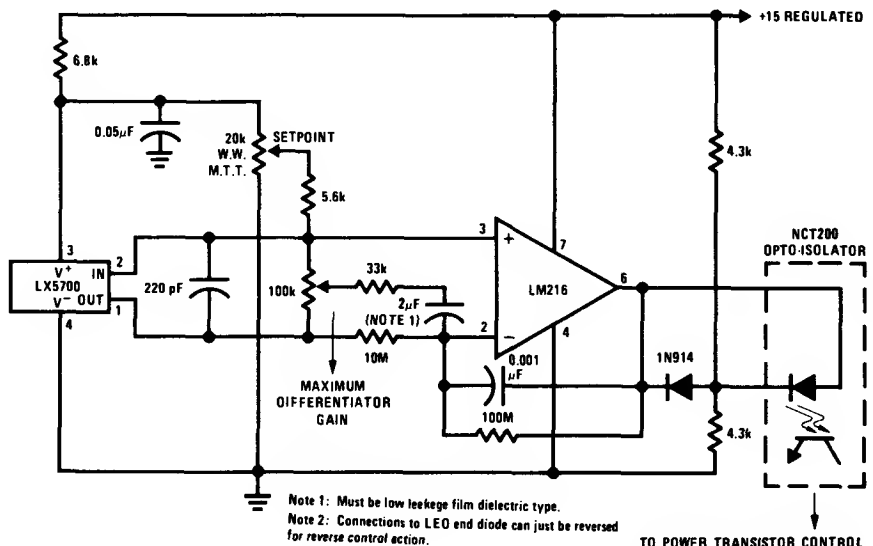 +15 REGULATED
6.8k
0.05µF
20k
W.W.
M.T.T.
SETPOINT
5.6k
4.3k
3
V+ IN
2
LX5700
V− OUT
1
4
220 pF
100k
33k
2µF
(NOTE 1)
10M
3
+
7
LM216
6
2
−
4
NCT200
OPTO-ISOLATOR
MAXIMUM
DIFFERENTIATOR
GAIN
0.001
µF
100M
1N914
4.3k
Note 1: Must be low leekege film dielectric type.
Note 2: Connections to LEO end diode can just be reversed
for reverse control action.
TO POWER TRANSISTOR CONTROL